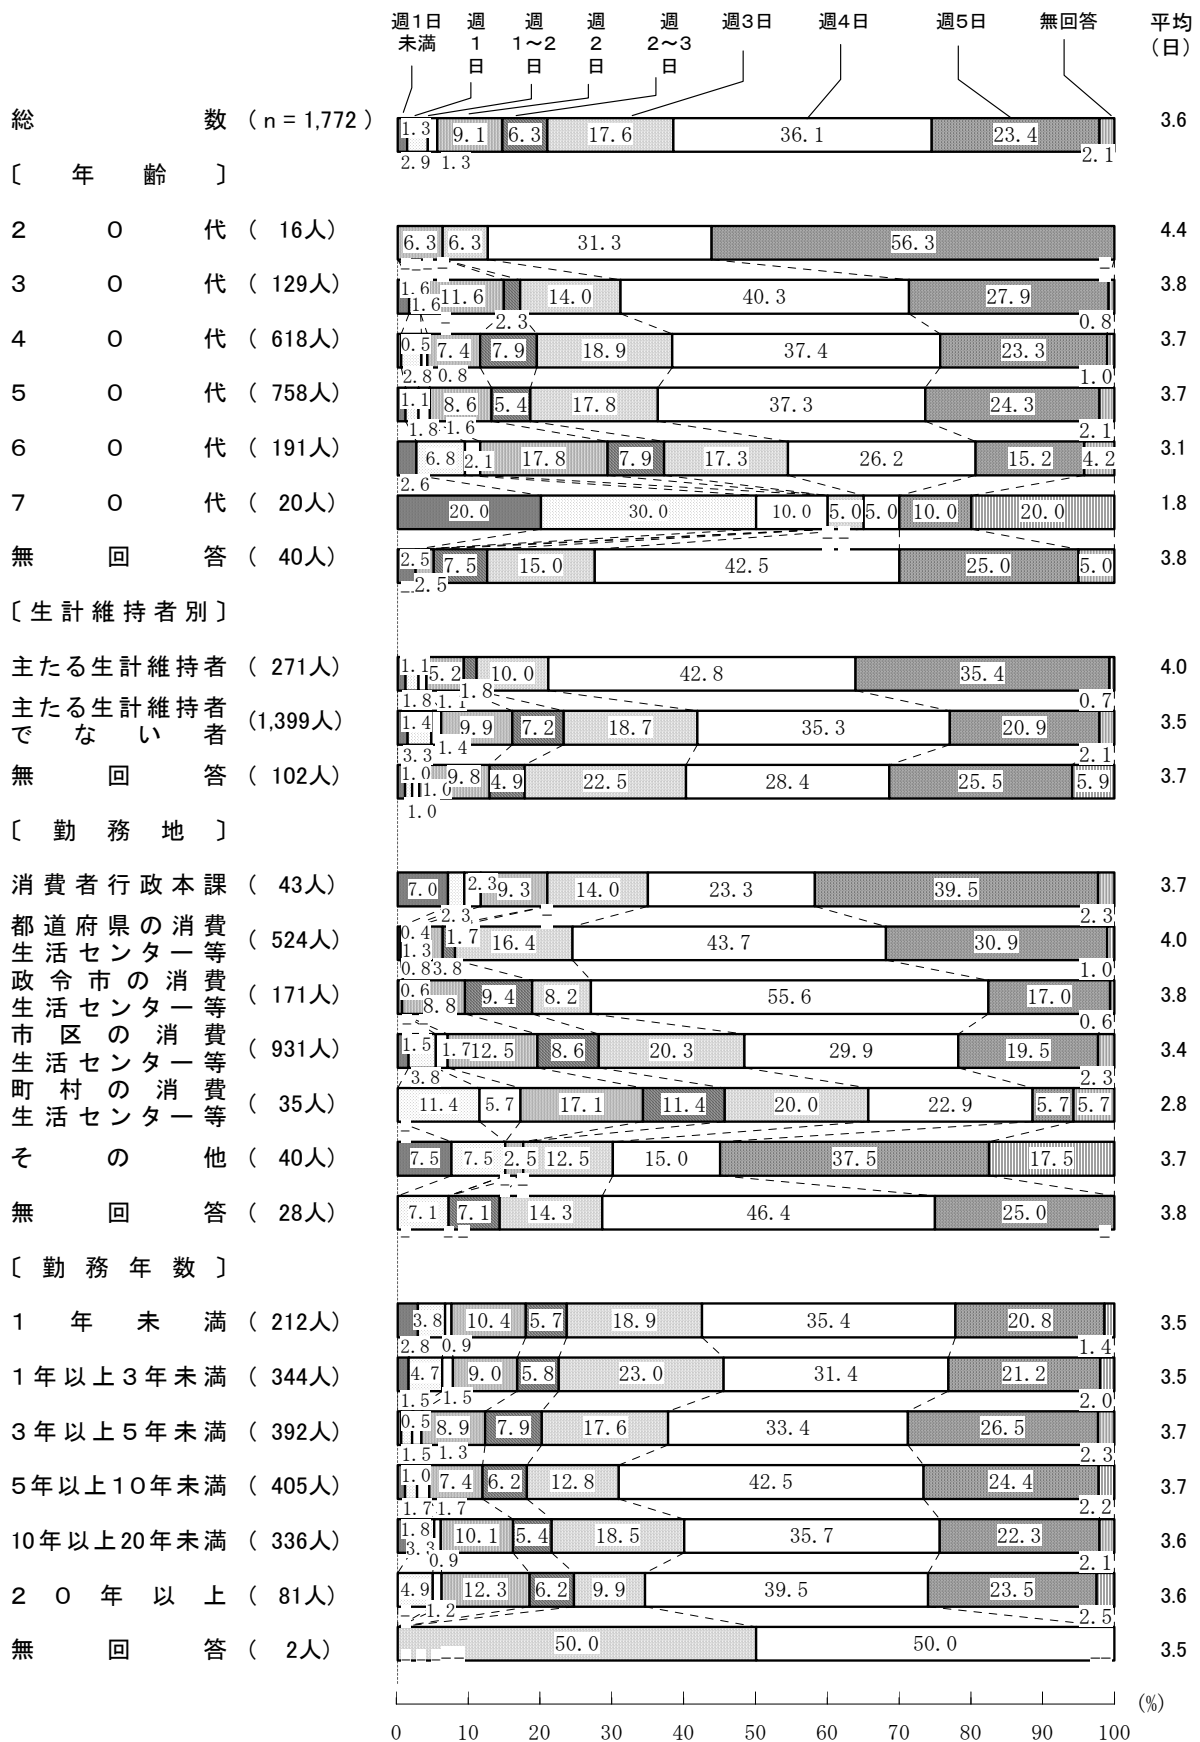 週1日未満 週1日 週1～2日 週2日 週2～3日 週3日 週4日 週5日 無回答 平均（日）
総数（n = 1,772） 1.3 2.9 1.3 9.1 6.3 17.6 36.1 23.4 2.1 3.6
〔年齢〕
２０代（16人） 6.3 6.3 31.3 56.3 － 4.4
３０代（129人） 1.6 1.6 － 11.6 2.3 14.0 40.3 27.9 0.8 3.8
４０代（618人） 0.5 2.8 0.8 7.4 7.9 18.9 37.4 23.3 1.0 3.7
５０代（758人） 1.1 1.8 1.6 8.6 5.4 17.8 37.3 24.3 2.1 3.7
６０代（191人） 2.6 6.8 2.1 17.8 7.9 17.3 26.2 15.2 4.2 3.1
７０代（20人） 20.0 30.0 10.0 － － 5.0 5.0 10.0 20.0 1.8
無回答（40人） － 2.5 2.5 7.5 15.0 42.5 25.0 5.0 3.8
〔生計維持者別〕
主たる生計維持者（271人） 1.1 1.8 1.1 5.2 1.8 10.0 42.8 35.4 0.7 4.0
主たる生計維持者でない者（1,399人） 1.4 3.3 1.4 9.9 7.2 18.7 35.3 20.9 2.1 3.5
無回答（102人） 1.0 1.0 1.0 9.8 4.9 22.5 28.4 25.5 5.9 3.7
〔勤務地〕
消費者行政本課（43人） 7.0 2.3 2.3 9.3 － 14.0 23.3 39.5 2.3 3.7
都道府県の消費生活センター等（524人） 0.4 1.3 0.8 3.8 1.7 16.4 43.7 30.9 1.0 4.0
政令市の消費生活センター等（171人） 0.6 － － 8.8 9.4 8.2 55.6 17.0 0.6 3.8
市区の消費生活センター等（931人） 1.5 3.8 1.7 12.5 8.6 20.3 29.9 19.5 2.3 3.4
町村の消費生活センター等（35人） － 11.4 5.7 17.1 11.4 20.0 22.9 5.7 5.7 2.8
その他（40人） 7.5 7.5 － 2.5 － 12.5 15.0 37.5 17.5 3.7
無回答（28人） － 7.1 － － 7.1 14.3 46.4 25.0 － 3.8
〔勤務年数〕
1年未満（212人） 2.8 3.8 0.9 10.4 5.7 18.9 35.4 20.8 1.4 3.5
1年以上3年未満（344人） 1.5 4.7 1.5 9.0 5.8 23.0 31.4 21.2 2.0 3.5
3年以上5年未満（392人） 0.5 1.5 1.3 8.9 7.9 17.6 33.4 26.5 2.3 3.7
5年以上10年未満（405人） 1.0 1.7 1.7 7.4 6.2 12.8 42.5 24.4 2.2 3.7
10年以上20年未満（336人） 1.8 3.3 0.9 10.1 5.4 18.5 35.7 22.3 2.1 3.6
２０年以上（81人） － 4.9 1.2 12.3 6.2 9.9 39.5 23.5 2.5 3.6
無回答（2人） － － － － － 50.0 50.0 － － 3.5
0 10 20 30 40 50 60 70 80 90 100 (%)